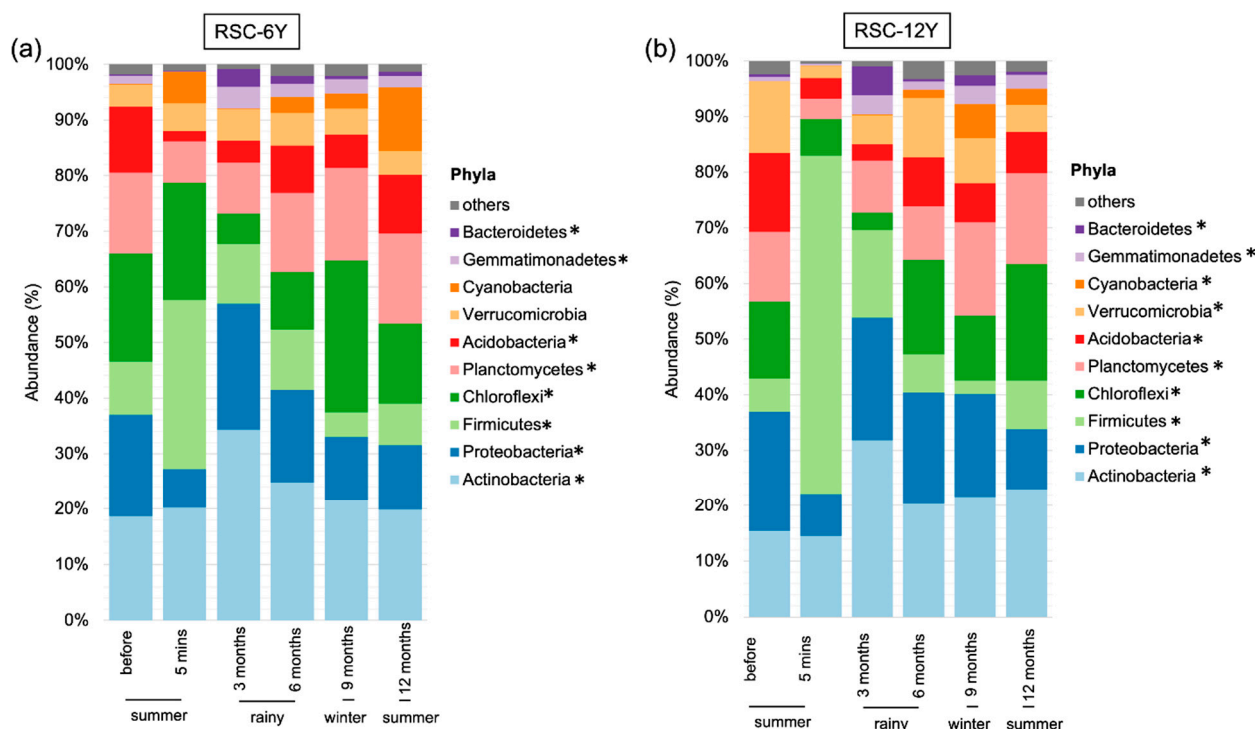 (a)
RSC-6Y
Abundance (%)
100%
90%
80%
70%
60%
50%
40%
30%
20%
10%
0%
before
5 mins
3 months
6 months
9 months
12 months
summer
rainy
winter
summer
Phyla
others
Bacteroidetes *
Gemmatimonadetes *
Cyanobacteria
Verrucomicrobia
Acidobacteria *
Planctomycetes *
Chloroflexi *
Firmicutes *
Proteobacteria *
Actinobacteria *
(b)
RSC-12Y
Abundance (%)
100%
90%
80%
70%
60%
50%
40%
30%
20%
10%
0%
before
5 mins
3 months
6 months
9 months
12 months
summer
rainy
winter
summer
Phyla
others
Bacteroidetes *
Gemmatimonadetes *
Cyanobacteria *
Verrucomicrobia *
Acidobacteria *
Planctomycetes *
Chloroflexi *
Firmicutes *
Proteobacteria *
Actinobacteria *